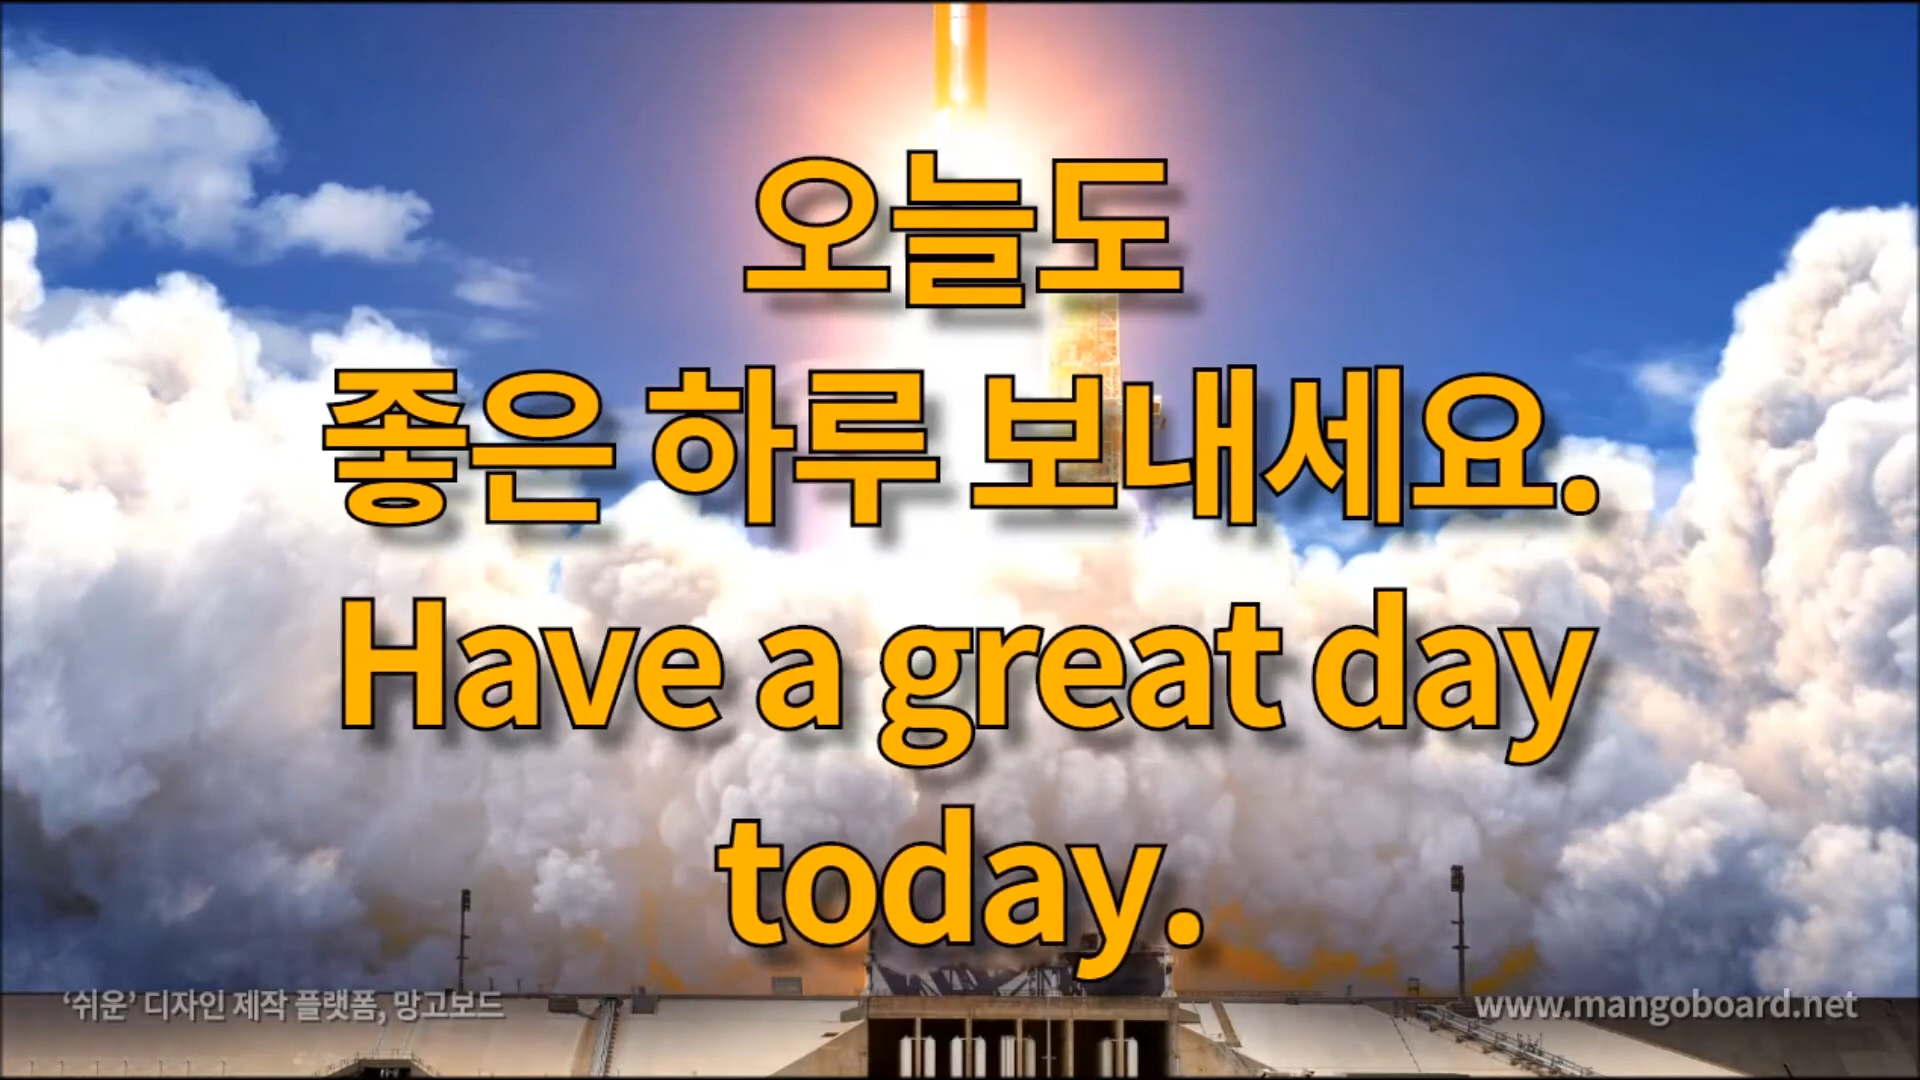 오늘도
좋은 하루 보내세요.
Have a great day
today.
‘쉬운’ 디자인 제작 플랫폼, 망고보드
www.mangoboard.net